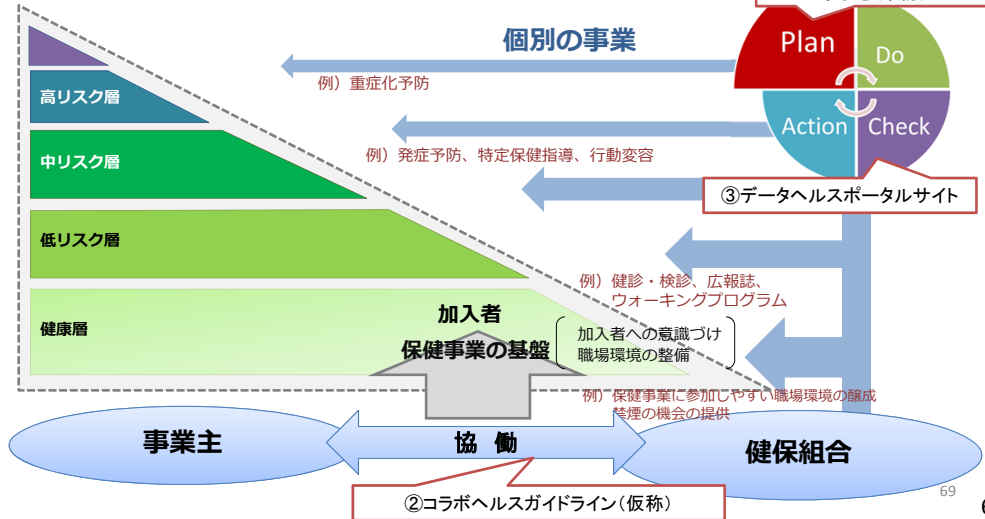 個別の事業
Plan
Do
Action
Check
例）重症化予防
高リスク層
中リスク層
例）発症予防、特定保健指導、行動変容
③データヘルスポータルサイト
低リスク層
例）健診・検診、広報誌、
ウォーキングプログラム
健康層
加入者
保健事業の基盤
加入者への意識づけ
職場環境の整備
例）保健事業に参加しやすい職場環境の醸成
禁煙の機会の提供
事業主
協 働
健保組合
②コラボヘルスガイドライン（仮称）
69